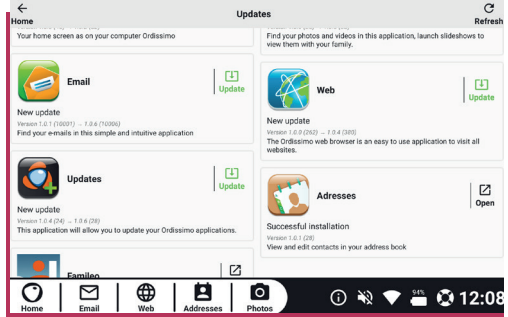 Home
Updates
Refresh
Your home screen as on your computer Ordissimo
Find your photos and videos in this application, launch slideshows to
view them with your family.
Email
Update
New update
Version 1.0.1 (10001) → 1.0.6 (10006)
Find your e-mails in this simple and intuitive application
Web
Update
New update
Version 1.0.0 (262) → 1.0.4 (380)
The Ordissimo web browser is an easy to use application to visit all
websites.
Updates
Update
New update
Version 1.0.4 (24) → 1.0.6 (28)
This application will allow you to update your Ordissimo applications.
Adresses
Open
Successful installation
Version 1.0.1 (28)
View and edit contacts in your address book
Famileo
Home
Email
Web
Addresses
Photos
94%
12:08